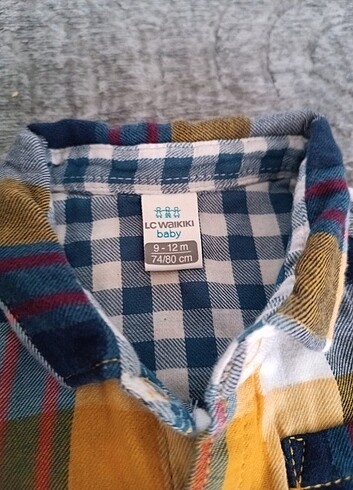 LC WAIKIKI
baby
9 - 12 m
74/80 cm